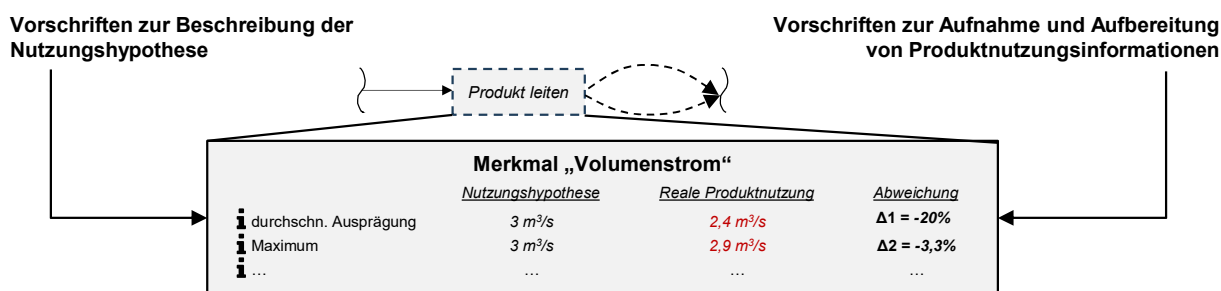 Vorschriften zur Beschreibung der
Nutzungshypothese
Vorschriften zur Aufnahme und Aufbereitung
von Produktnutzungsinformationen
Produkt leiten
Merkmal „Volumenstrom“
Nutzungshypothese Reale Produktnutzung Abweichung
i durchschn. Ausprägung 3 m³/s 2,4 m³/s Δ1 = -20%
i Maximum 3 m³/s 2,9 m³/s Δ2 = -3,3%
i … … … …